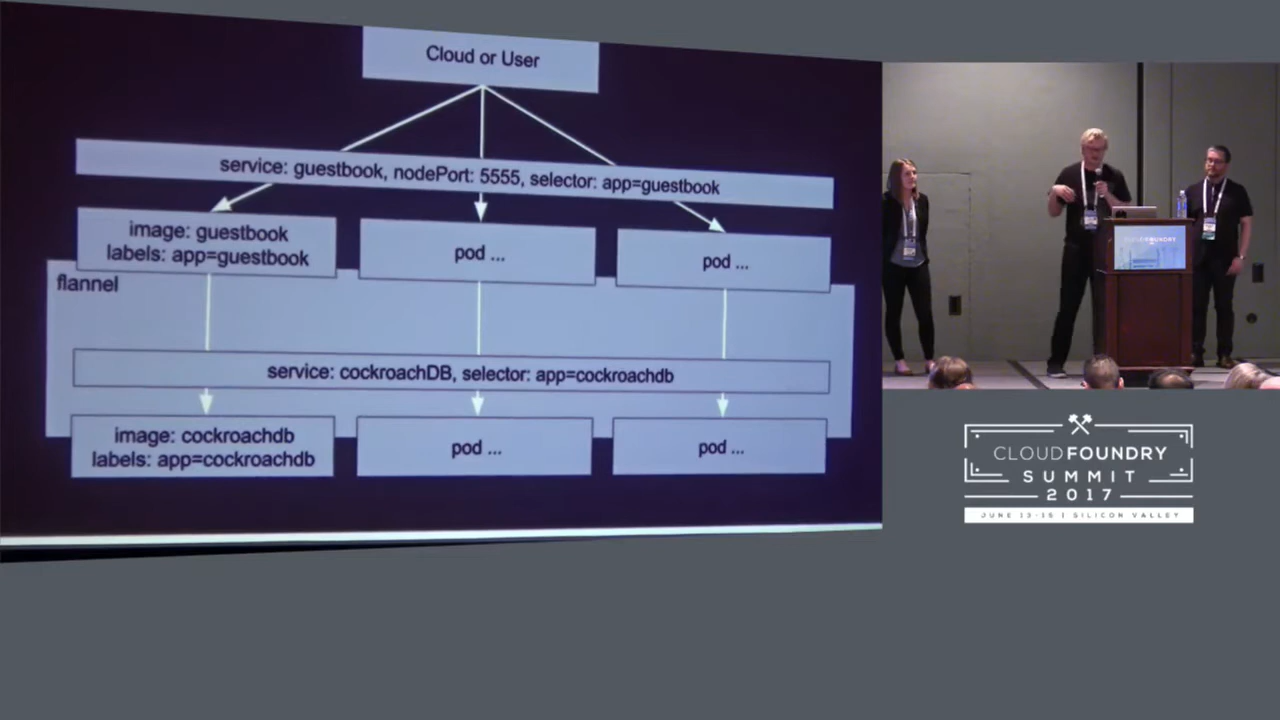 Cloud or User
service: guestbook, nodePort: 5555, selector: app=guestbook
image: guestbook
labels: app=guestbook
pod ...
pod ...
flannel
service: cockroachDB, selector: app=cockroachdb
image: cockroachdb
labels: app=cockroachdb
pod ...
pod ...
CLOUD FOUNDRY
CLOUDFOUNDRY
SUMMIT
2017
JUNE 13-15 | SILICON VALLEY